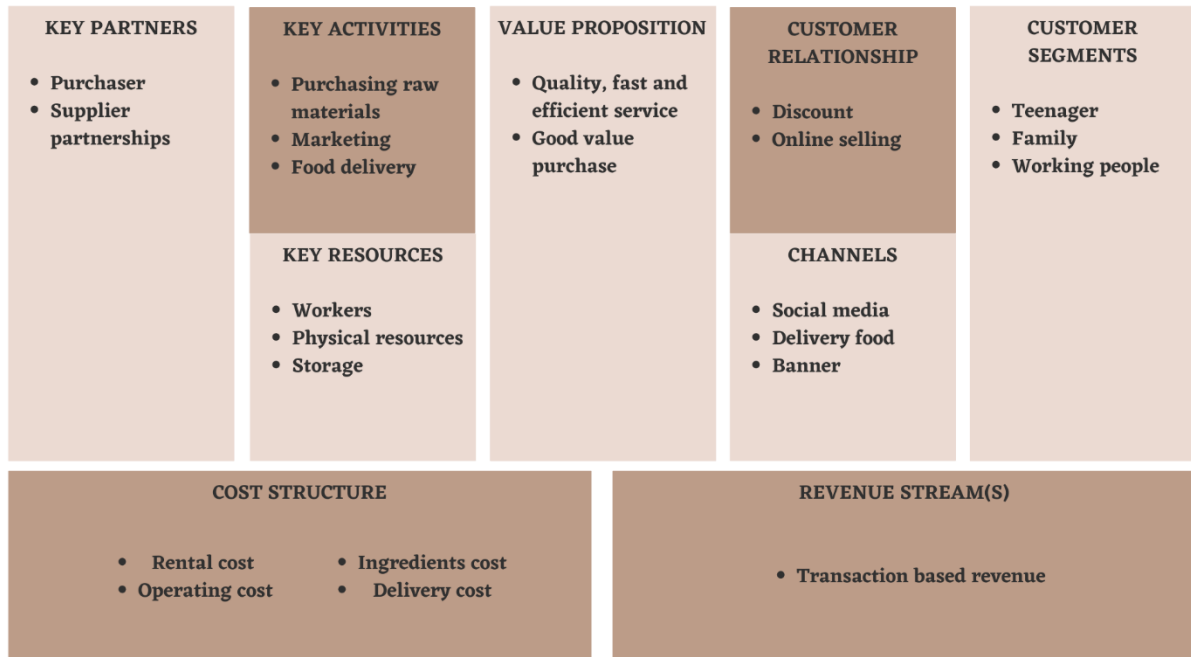 KEY PARTNERS
• Purchaser
• Supplier
partnerships
KEY ACTIVITIES
• Purchasing raw
materials
• Marketing
• Food delivery
KEY RESOURCES
• Workers
• Physical resources
• Storage
VALUE PROPOSITION
• Quality, fast and
efficient service
• Good value
purchase
CUSTOMER
RELATIONSHIP
• Discount
• Online selling
CHANNELS
• Social media
• Delivery food
• Banner
CUSTOMER
SEGMENTS
• Teenager
• Family
• Working people
COST STRUCTURE
• Rental cost
• Operating cost
• Ingredients cost
• Delivery cost
REVENUE STREAM(S)
• Transaction based revenue